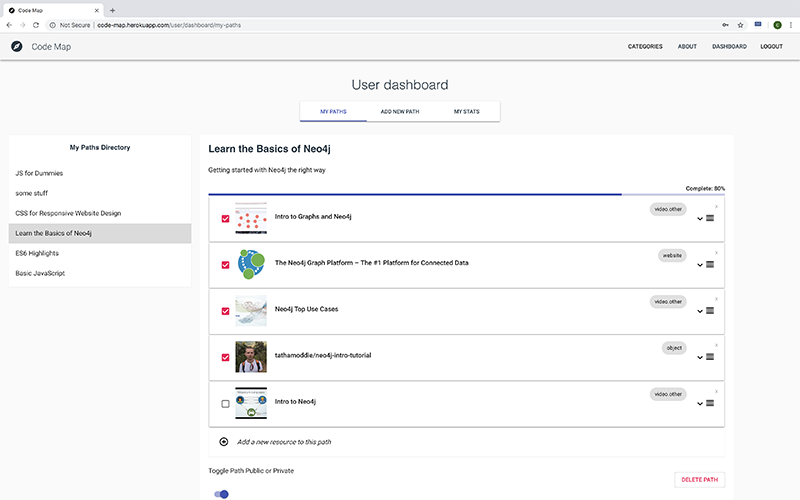 Code Map
Not Secure | code-map.herokuapp.com/user/dashboard/my-paths
Code Map
CATEGORIES
ABOUT
DASHBOARD
LOGOUT
User dashboard
MY PATHS
ADD NEW PATH
MY STATS
My Paths Directory
JS for Dummies
some stuff
CSS for Responsive Website Design
Learn the Basics of Neo4j
ES6 Highlights
Basic JavaScript
Learn the Basics of Neo4j
Getting started with Neo4j the right way
Complete: 80%
Intro to Graphs and Neo4j
video.other
x
The Neo4j Graph Platform – The #1 Platform for Connected Data
website
x
Neo4j Top Use Cases
video.other
x
tathamoddie/neo4j-intro-tutorial
object
x
Intro to Neo4j
video.other
x
Add a new resource to this path
Toggle Path Public or Private
DELETE PATH